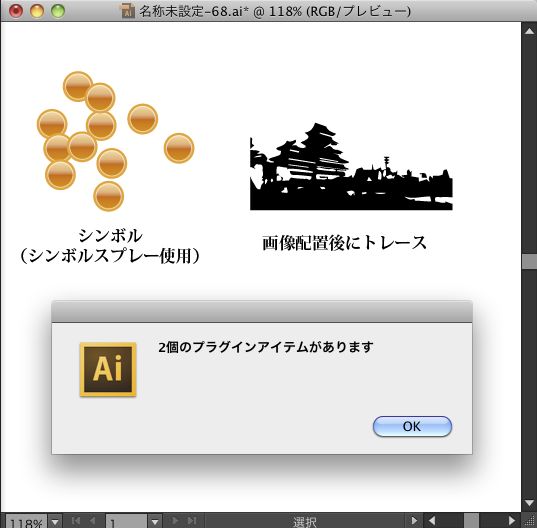 名称未設定-68.ai* @ 118% (RGB/プレビュー)
シンボル
（シンボルスプレー使用）
画像配置後にトレース
Ai
2個のプラグインアイテムがあります
OK
118%
1
選択